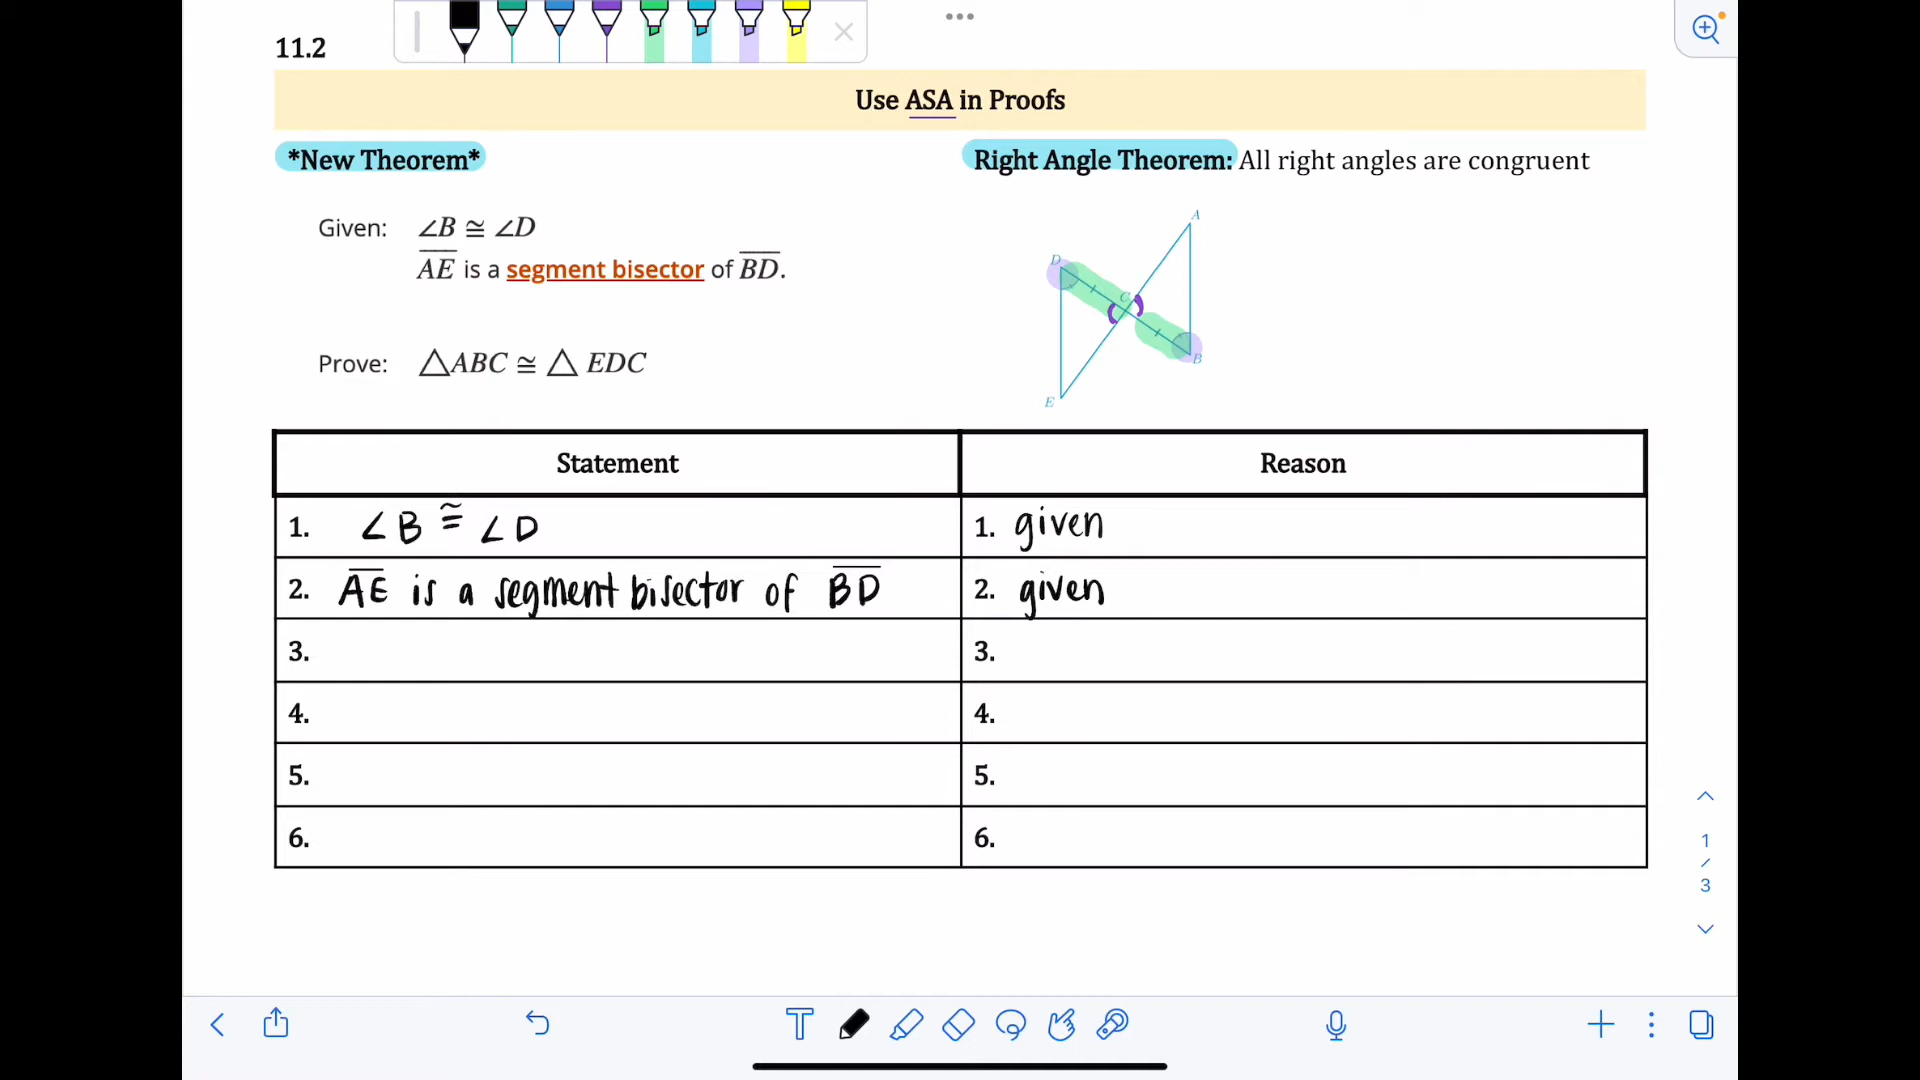 11.2
Use ASA in Proofs
*New Theorem*
Right Angle Theorem: All right angles are congruent
Given: ∠B ≅ ∠D
AE is a segment bisector of BD.
Prove: △ABC ≅ △ EDC
A
D
C
B
E
Statement
Reason
1. ∠B ≅ ∠D
1. given
2. AE is a segment bisector of BD
2. given
3.
3.
4.
4.
5.
5.
6.
6.
1
/
3